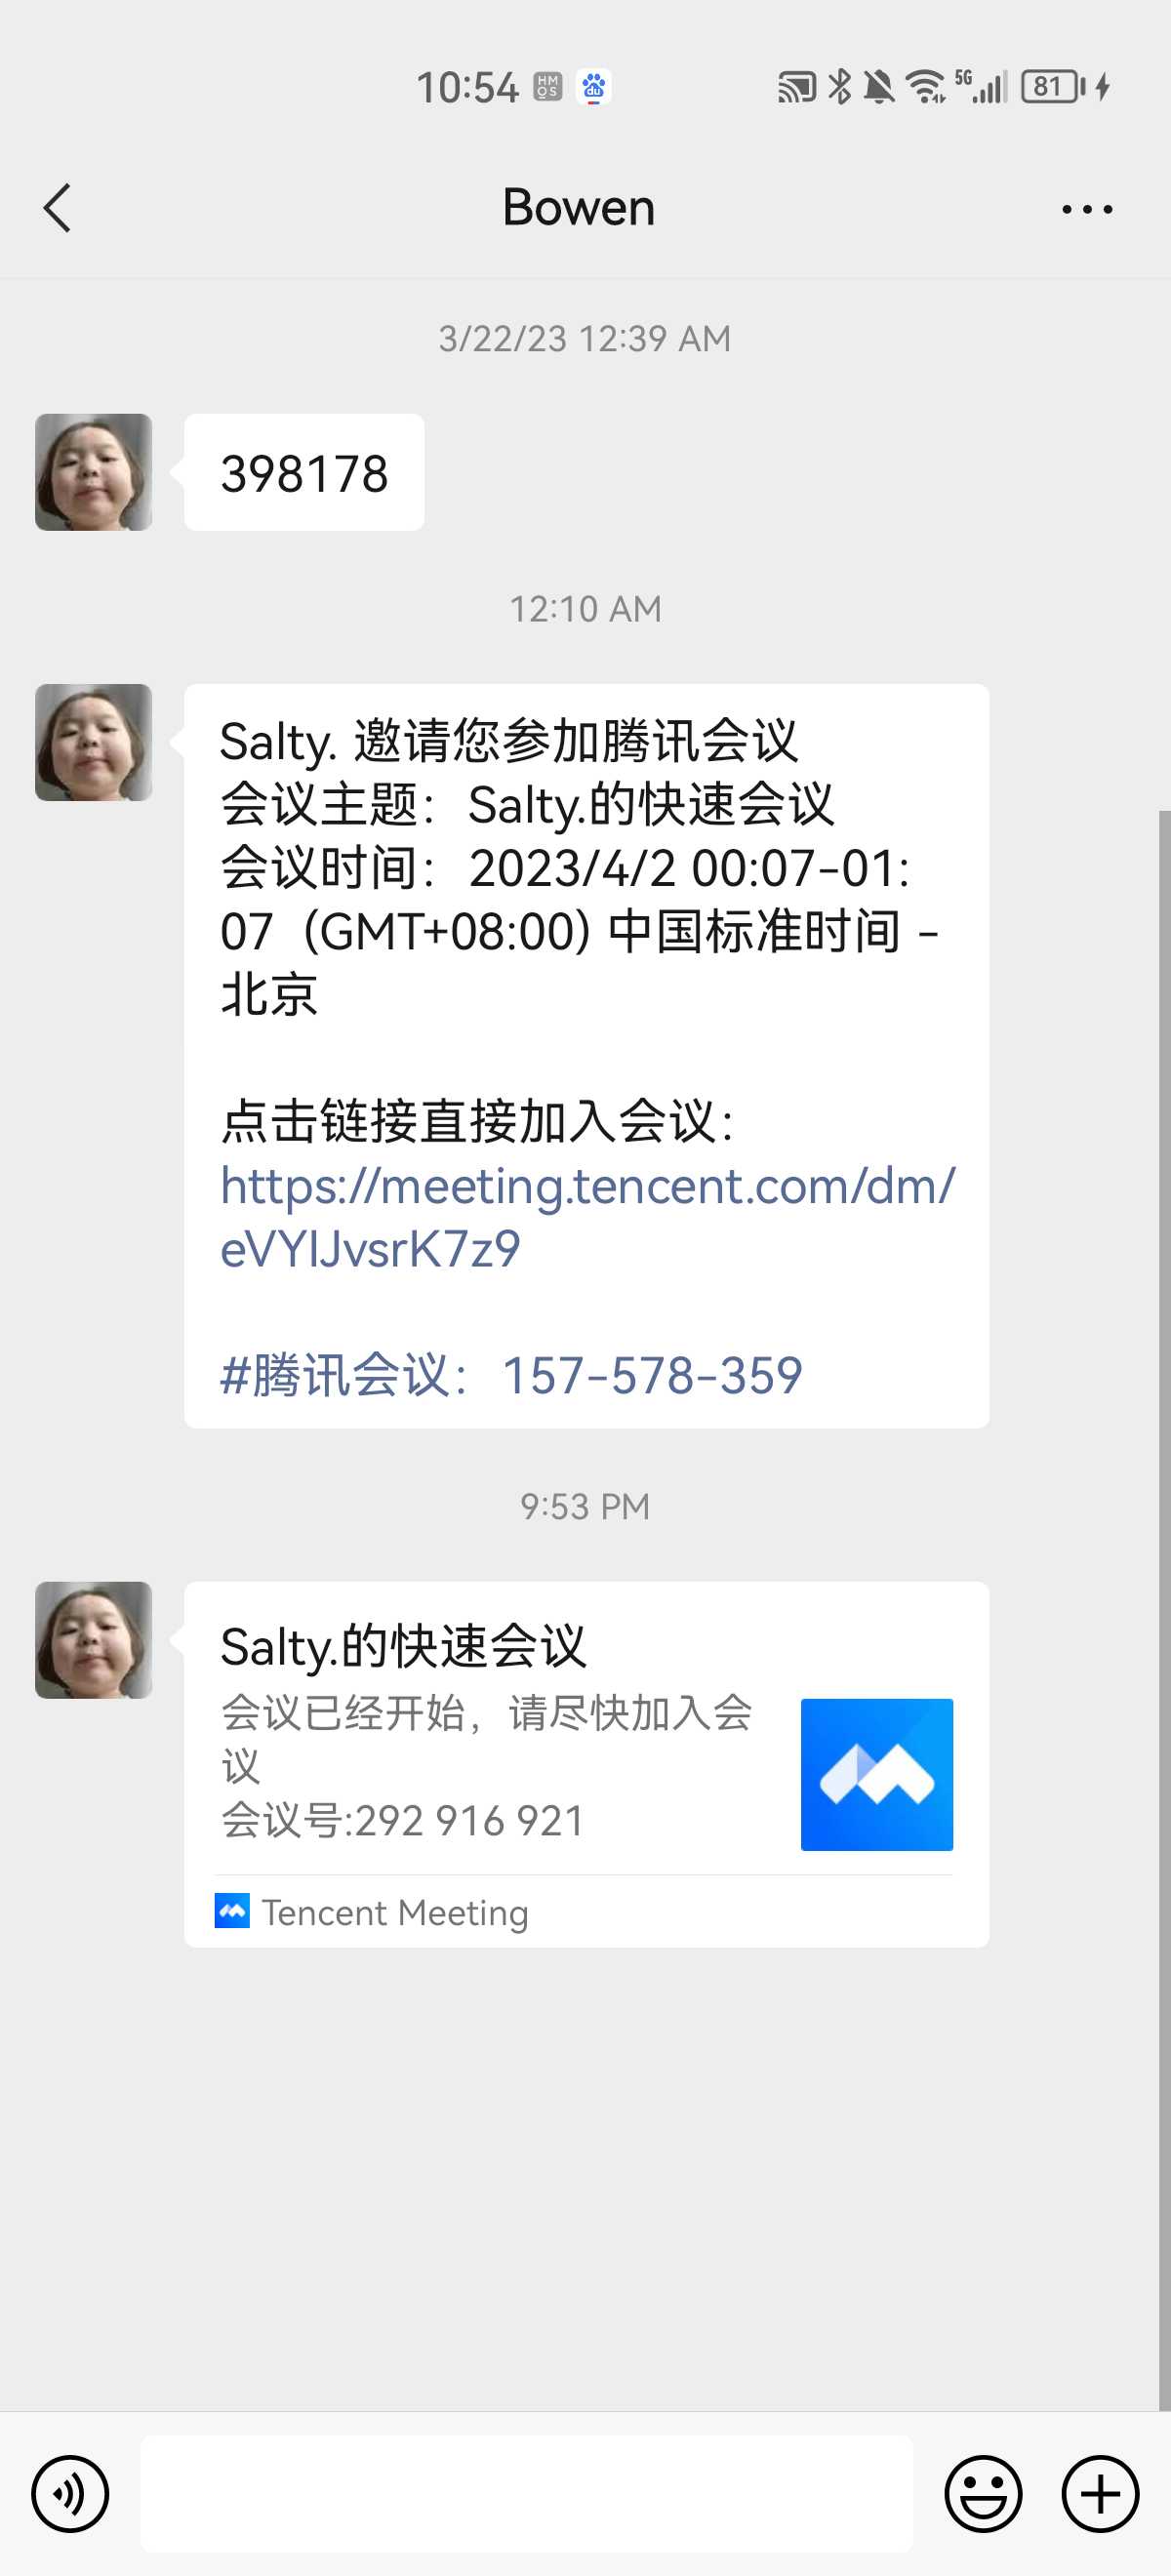 10:54
HM
OS
du
5G
81
Bowen
3/22/23 12:39 AM
398178
12:10 AM
Salty. 邀请您参加腾讯会议
会议主题：Salty.的快速会议
会议时间：2023/4/2 00:07-01:
07 (GMT+08:00) 中国标准时间 -
北京
点击链接直接加入会议：
https://meeting.tencent.com/dm/
eVYIJvsrK7z9
#腾讯会议：157-578-359
9:53 PM
Salty.的快速会议
会议已经开始，请尽快加入会
议
会议号:292 916 921
Tencent Meeting